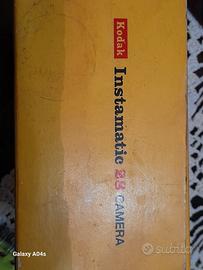 Kodak
Instamatic 28 CAMERA
Galaxy A04s
subito